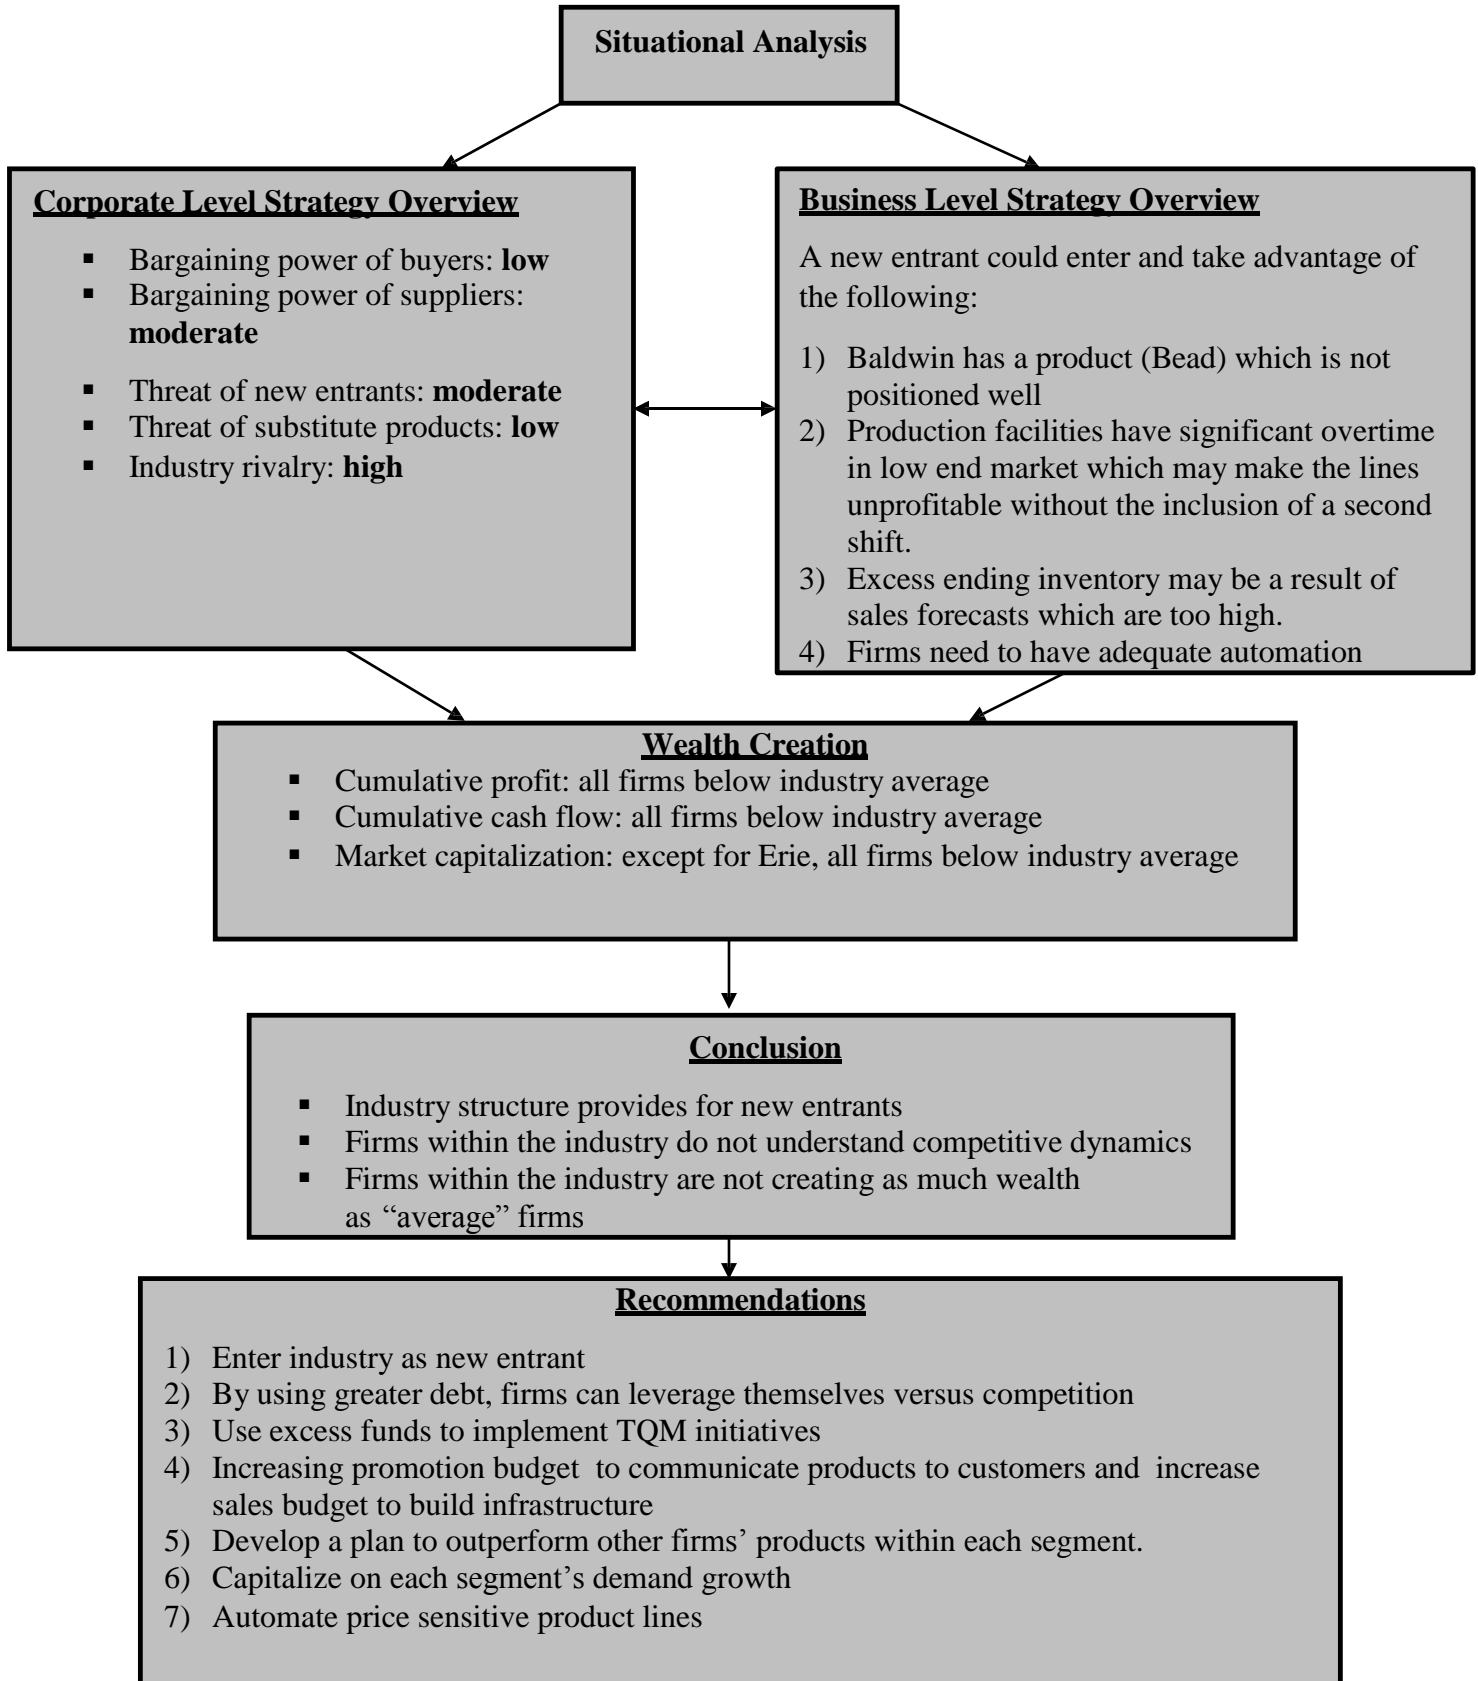 Situational Analysis
Corporate Level Strategy Overview
▪ Bargaining power of buyers: low
▪ Bargaining power of suppliers:
moderate
▪ Threat of new entrants: moderate
▪ Threat of substitute products: low
▪ Industry rivalry: high
Business Level Strategy Overview
A new entrant could enter and take advantage of
the following:
1) Baldwin has a product (Bead) which is not
positioned well
2) Production facilities have significant overtime
in low end market which may make the lines
unprofitable without the inclusion of a second
shift.
3) Excess ending inventory may be a result of
sales forecasts which are too high.
4) Firms need to have adequate automation
Wealth Creation
▪ Cumulative profit: all firms below industry average
▪ Cumulative cash flow: all firms below industry average
▪ Market capitalization: except for Erie, all firms below industry average
Conclusion
▪ Industry structure provides for new entrants
▪ Firms within the industry do not understand competitive dynamics
▪ Firms within the industry are not creating as much wealth
as “average” firms
Recommendations
1) Enter industry as new entrant
2) By using greater debt, firms can leverage themselves versus competition
3) Use excess funds to implement TQM initiatives
4) Increasing promotion budget to communicate products to customers and increase
sales budget to build infrastructure
5) Develop a plan to outperform other firms’ products within each segment.
6) Capitalize on each segment’s demand growth
7) Automate price sensitive product lines